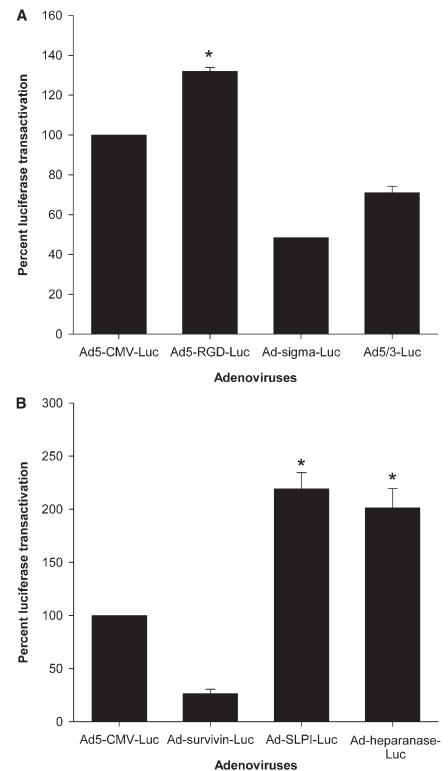 A
Percent luciferase transactivation
160
140
120
100
80
60
40
20
0
*
Ad5-CMV-Luc Ad5-RGD-Luc Ad-sigma-Luc Ad5/3-Luc
Adenoviruses
B
Percent luciferase transactivation
300
250
200
150
100
50
0
* *
Ad5-CMV-Luc Ad-survivin-Luc Ad-SLPI-Luc Ad-heparanase-
Luc
Adenoviruses